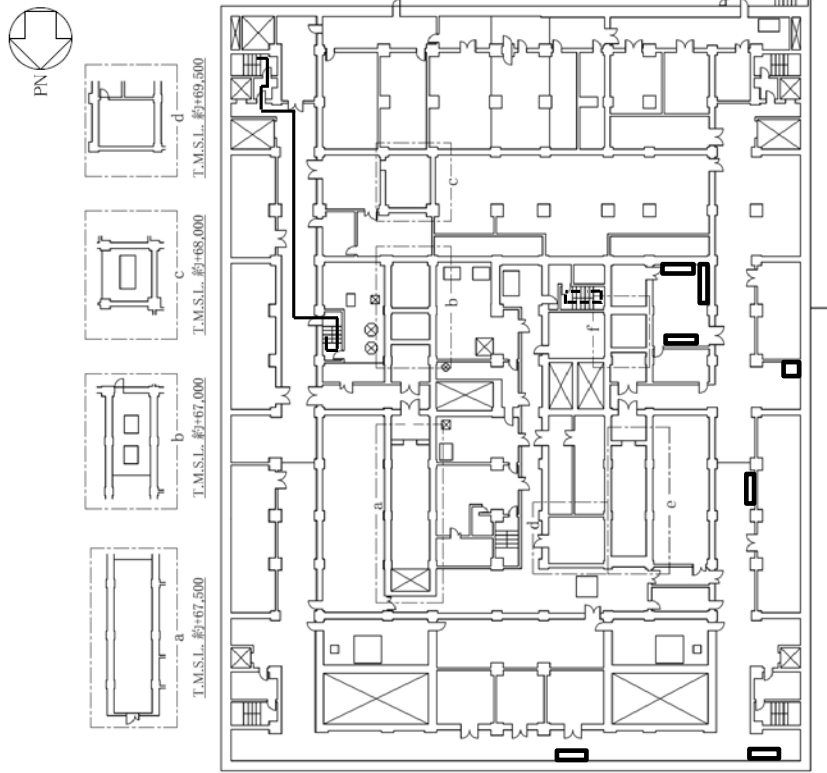 PN
T.M.S.L. 約+69,500
d
T.M.S.L. 約+68,000
c
T.M.S.L. 約+67,000
b
T.M.S.L. 約+67,500
a
c
b
f
a
d
e